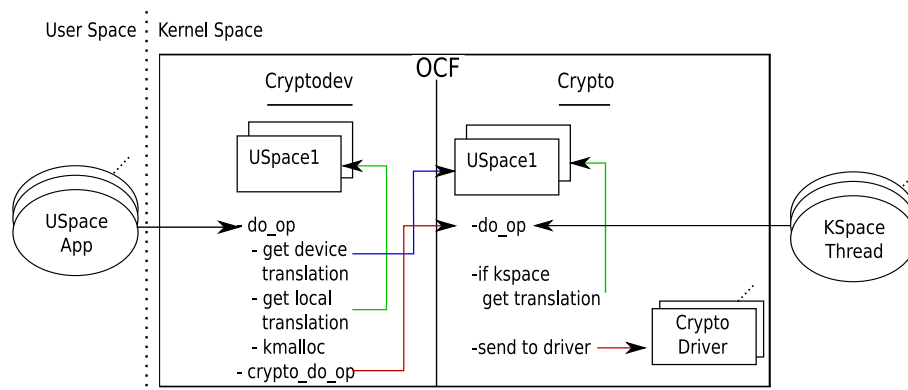 User Space
Kernel Space
OCF
Cryptodev
Crypto
USpace1
USpace1
USpace
App
- do_op
- get device
translation
- get local
translation
- kmalloc
- crypto_do_op
-do_op
-if kspace
get translation
-send to driver
Crypto
Driver
KSpace
Thread